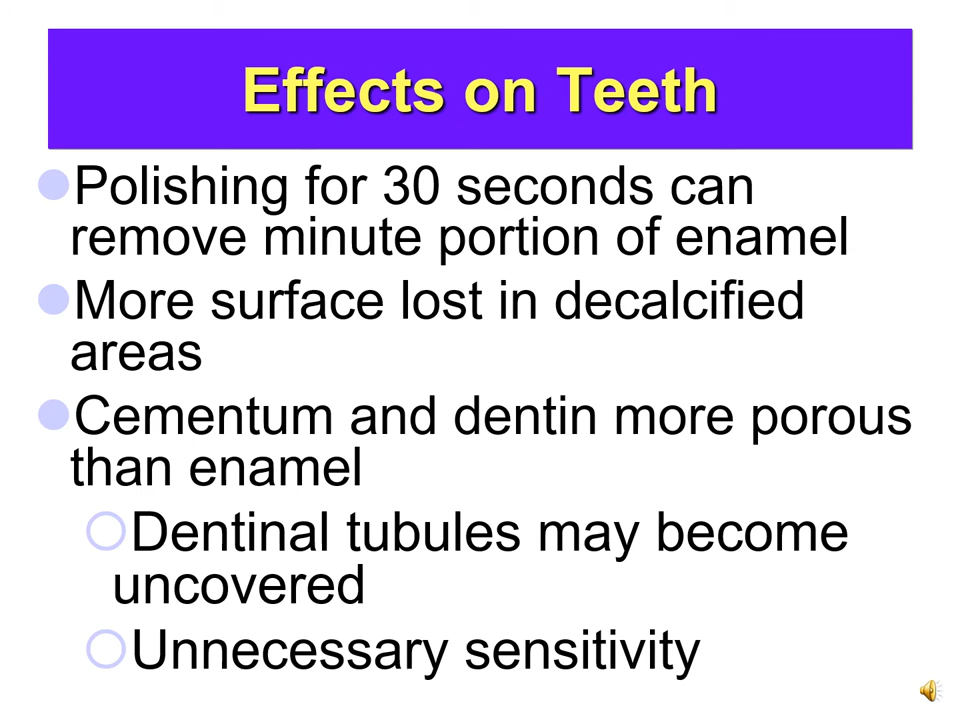 Effects on Teeth
Polishing for 30 seconds can
remove minute portion of enamel
More surface lost in decalcified
areas
Cementum and dentin more porous
than enamel
Dentinal tubules may become
uncovered
Unnecessary sensitivity